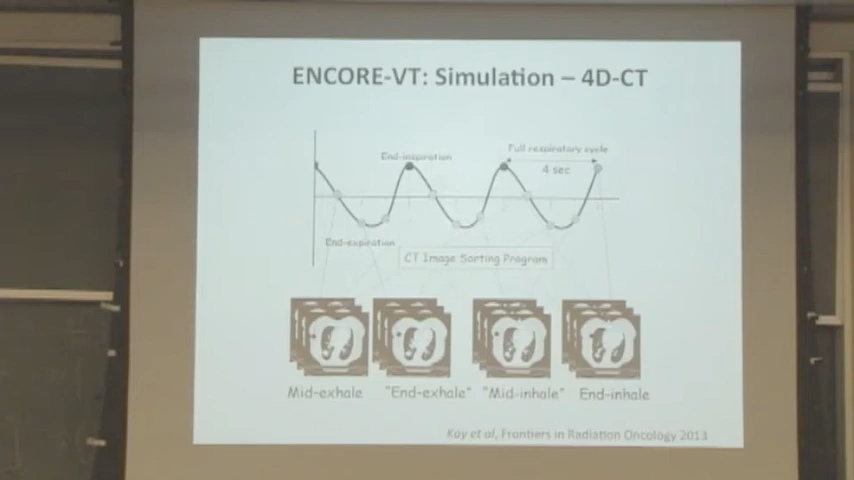 ENCORE-VT: Simulation – 4D-CT
Full respiratory cycle
End-inspiration
4 sec
End-expiration
CT Image Sorting Program
Mid-exhale "End-exhale" "Mid-inhale" End-inhale
Kay et al, Frontiers in Radiation Oncology 2013